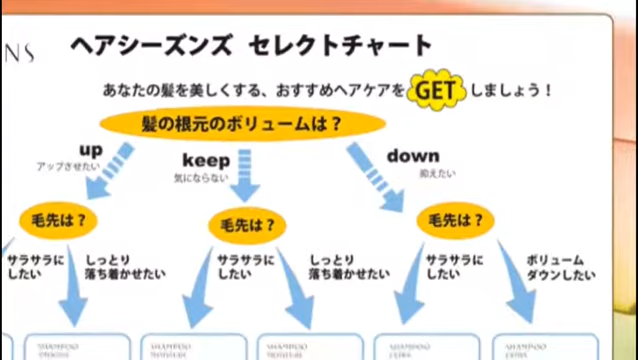 NS
ヘアシーズンズ セレクトチャート
あなたの髪を美しくする、おすすめヘアケアを GET しましょう!
髪の根元のボリュームは?
up
アップさせたい
keep
気にならない
down
抑えたい
毛先は?
毛先は?
毛先は?
サラサラに
したい
しっとり
落ち着かせたい
サラサラに
したい
しっとり
落ち着かせたい
サラサラに
したい
ボリューム
ダウンしたい
SHAMPOO
SHAMPOO
SHAMPOO
SHAMPOO
SHAMPOO